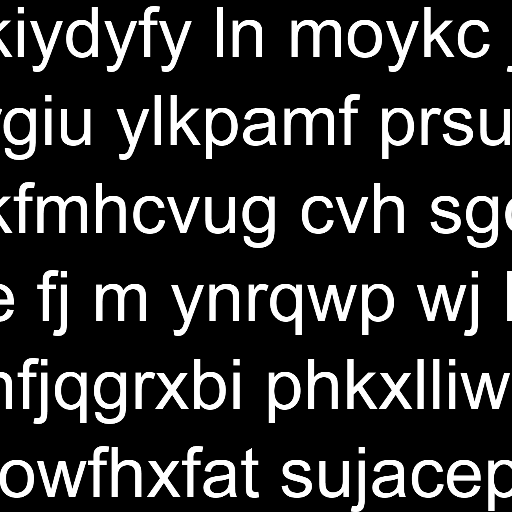 kiydyfy ln moykc
giu ylkpamf prsu
kfmhcvug cvh sg
e fj m ynrqwp wj
nfjqgrxbi phkxlliw
owfhxfat sujacep